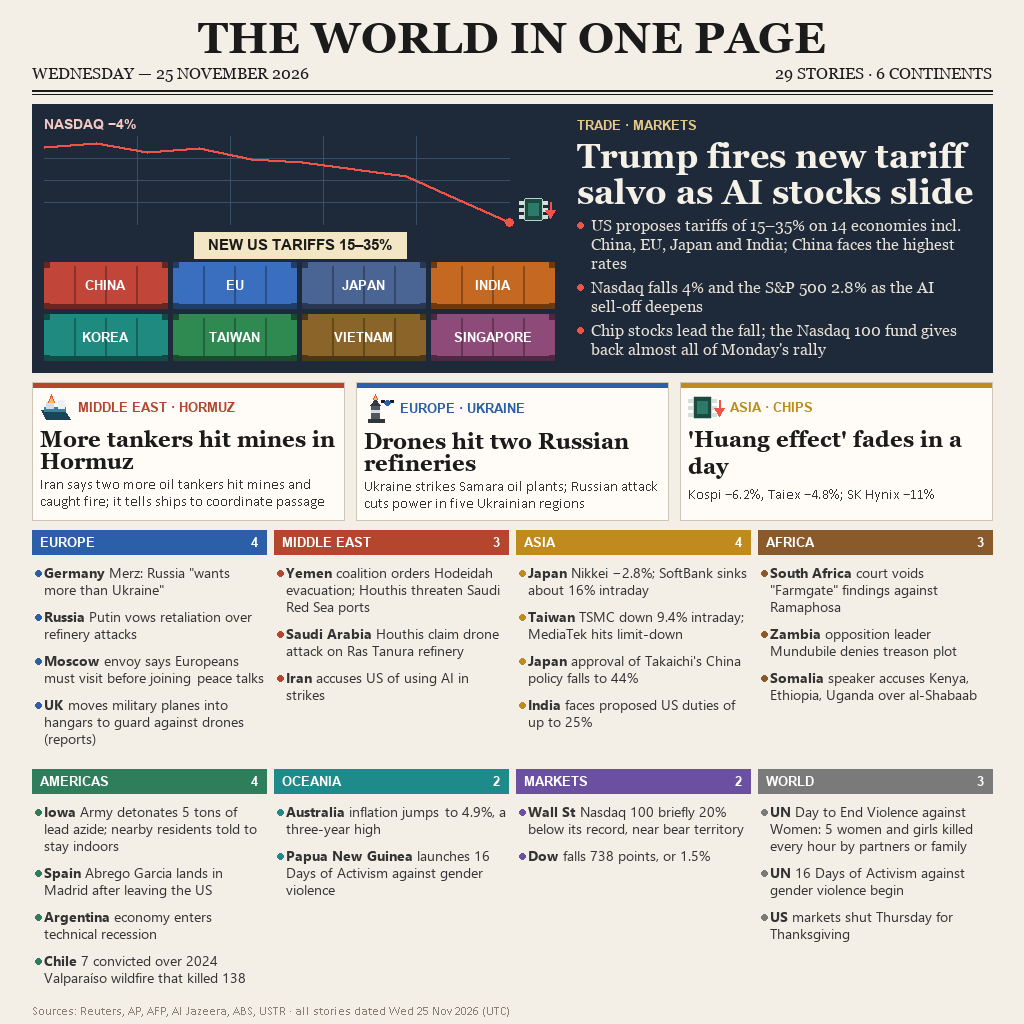 THE WORLD IN ONE PAGE
WEDNESDAY — 25 NOVEMBER 2026
29 STORIES · 6 CONTINENTS
NASDAQ −4%
NEW US TARIFFS 15–35%
CHINA
EU
JAPAN
INDIA
KOREA
TAIWAN
VIETNAM
SINGAPORE
TRADE · MARKETS
Trump fires new tariff
salvo as AI stocks slide
US proposes tariffs of 15–35% on 14 economies incl.
China, EU, Japan and India; China faces the highest
rates
Nasdaq falls 4% and the S&P 500 2.8% as the AI
sell-off deepens
Chip stocks lead the fall; the Nasdaq 100 fund gives
back almost all of Monday's rally
MIDDLE EAST · HORMUZ
More tankers hit mines in
Hormuz
Iran says two more oil tankers hit mines and
caught fire; it tells ships to coordinate passage
EUROPE · UKRAINE
Drones hit two Russian
refineries
Ukraine strikes Samara oil plants; Russian attack
cuts power in five Ukrainian regions
ASIA · CHIPS
'Huang effect' fades in a
day
Kospi −6.2%, Taiex −4.8%; SK Hynix −11%
EUROPE 4
Germany Merz: Russia "wants
more than Ukraine"
Russia Putin vows retaliation over
refinery attacks
Moscow envoy says Europeans
must visit before joining peace talks
UK moves military planes into
hangars to guard against drones
(reports)
MIDDLE EAST 3
Yemen coalition orders Hodeidah
evacuation; Houthis threaten Saudi
Red Sea ports
Saudi Arabia Houthis claim drone
attack on Ras Tanura refinery
Iran accuses US of using AI in
strikes
ASIA 4
Japan Nikkei −2.8%; SoftBank sinks
about 16% intraday
Taiwan TSMC down 9.4% intraday;
MediaTek hits limit-down
Japan approval of Takaichi's China
policy falls to 44%
India faces proposed US duties of
up to 25%
AFRICA 3
South Africa court voids
"Farmgate" findings against
Ramaphosa
Zambia opposition leader
Mundubile denies treason plot
Somalia speaker accuses Kenya,
Ethiopia, Uganda over al-Shabaab
AMERICAS 4
Iowa Army detonates 5 tons of
lead azide; nearby residents told to
stay indoors
Spain Abrego Garcia lands in
Madrid after leaving the US
Argentina economy enters
technical recession
Chile 7 convicted over 2024
Valparaíso wildfire that killed 138
OCEANIA 2
Australia inflation jumps to 4.9%, a
three-year high
Papua New Guinea launches 16
Days of Activism against gender
violence
MARKETS 2
Wall St Nasdaq 100 briefly 20%
below its record, near bear territory
Dow falls 738 points, or 1.5%
WORLD 3
UN Day to End Violence against
Women: 5 women and girls killed
every hour by partners or family
UN 16 Days of Activism against
gender violence begin
US markets shut Thursday for
Thanksgiving
Sources: Reuters, AP, AFP, Al Jazeera, ABS, USTR · all stories dated Wed 25 Nov 2026 (UTC)